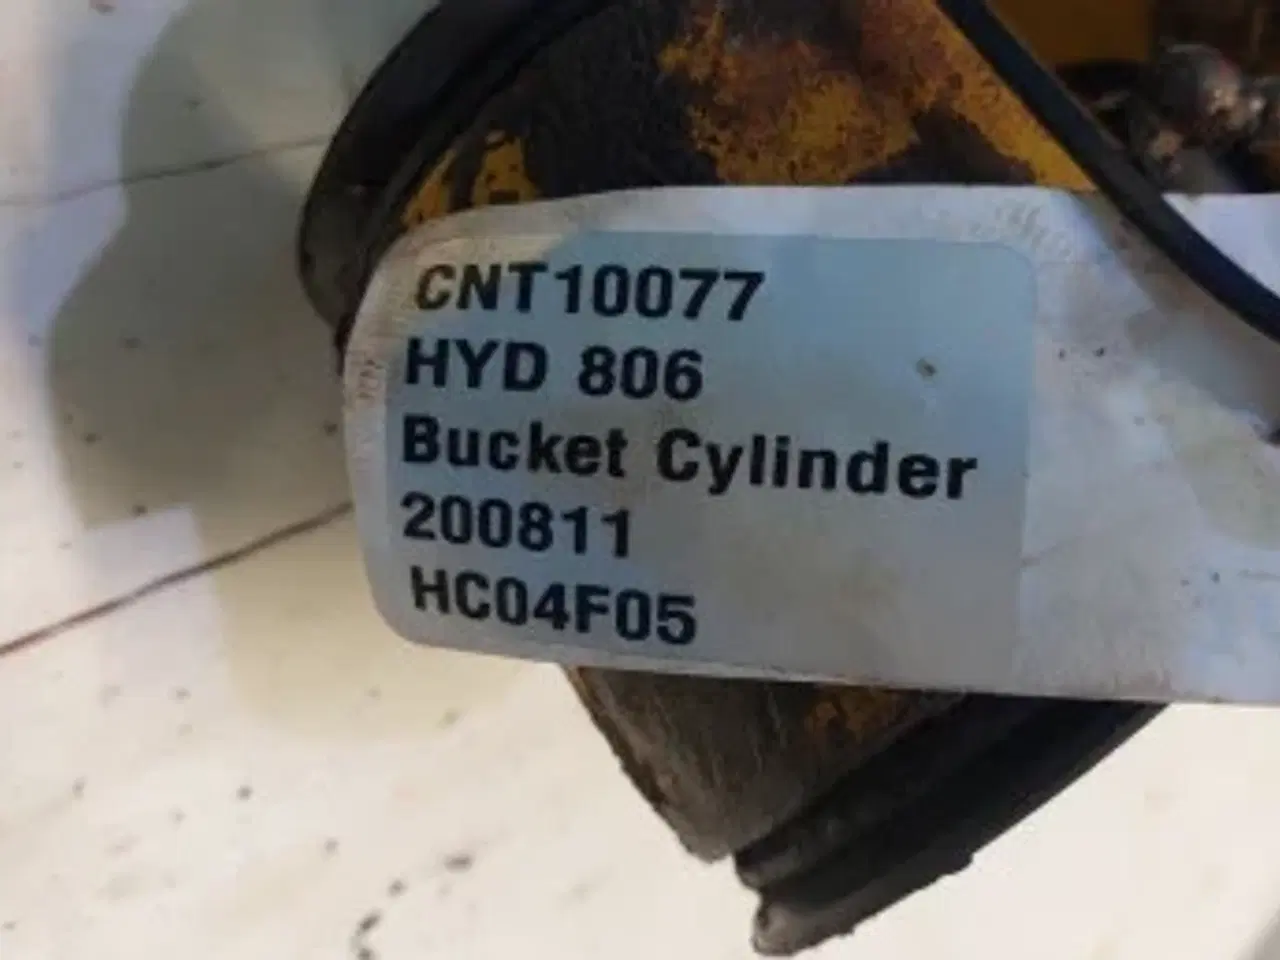 CNT10077
HYD 806
Bucket Cylinder
200811
HC04F05